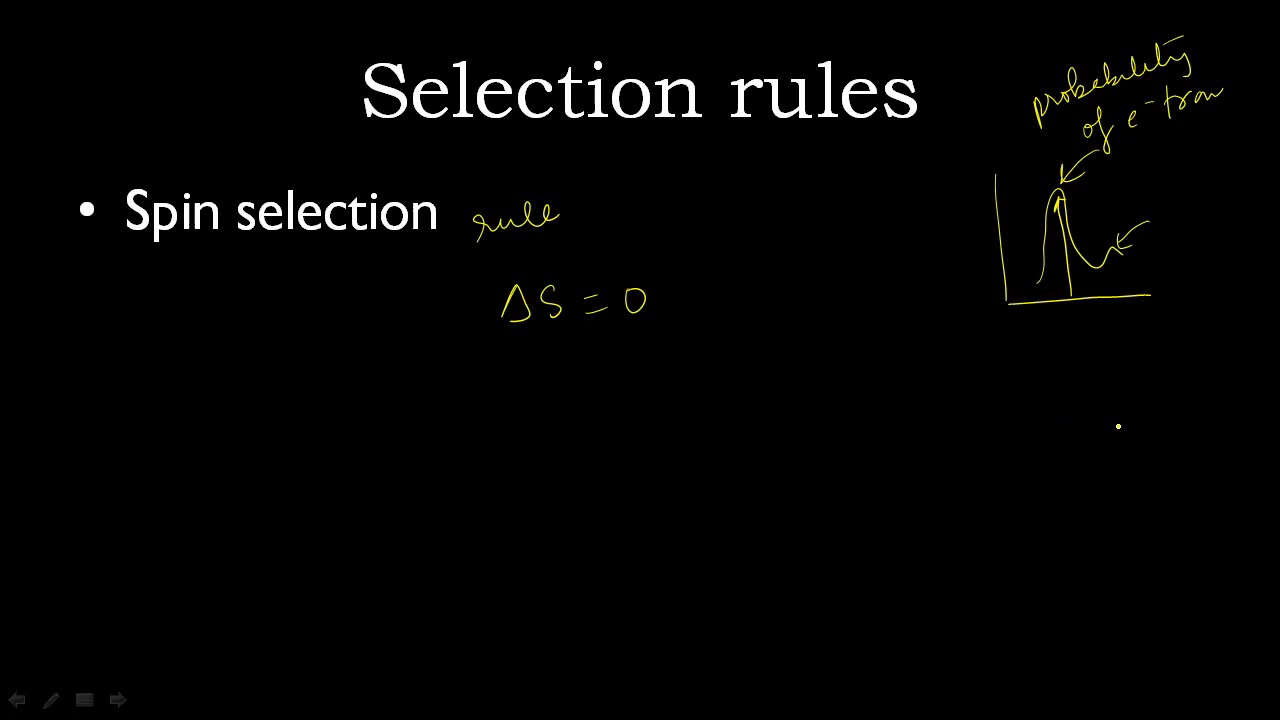 Selection rules
probability
of e⁻ tran
• Spin selection rule
ΔS = 0